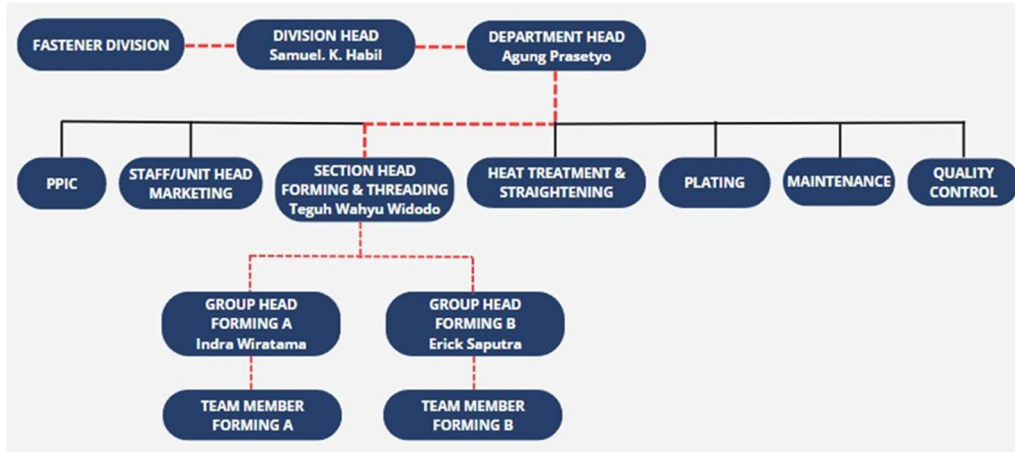 FASTENER DIVISION
DIVISION HEAD
Samuel. K. Habil
DEPARTMENT HEAD
Agung Prasetyo
PPIC
STAFF/UNIT HEAD
MARKETING
SECTION HEAD
FORMING & THREADING
Teguh Wahyu Widodo
HEAT TREATMENT &
STRAIGHTENING
PLATING
MAINTENANCE
QUALITY
CONTROL
GROUP HEAD
FORMING A
Indra Wiratama
GROUP HEAD
FORMING B
Erick Saputra
TEAM MEMBER
FORMING A
TEAM MEMBER
FORMING B